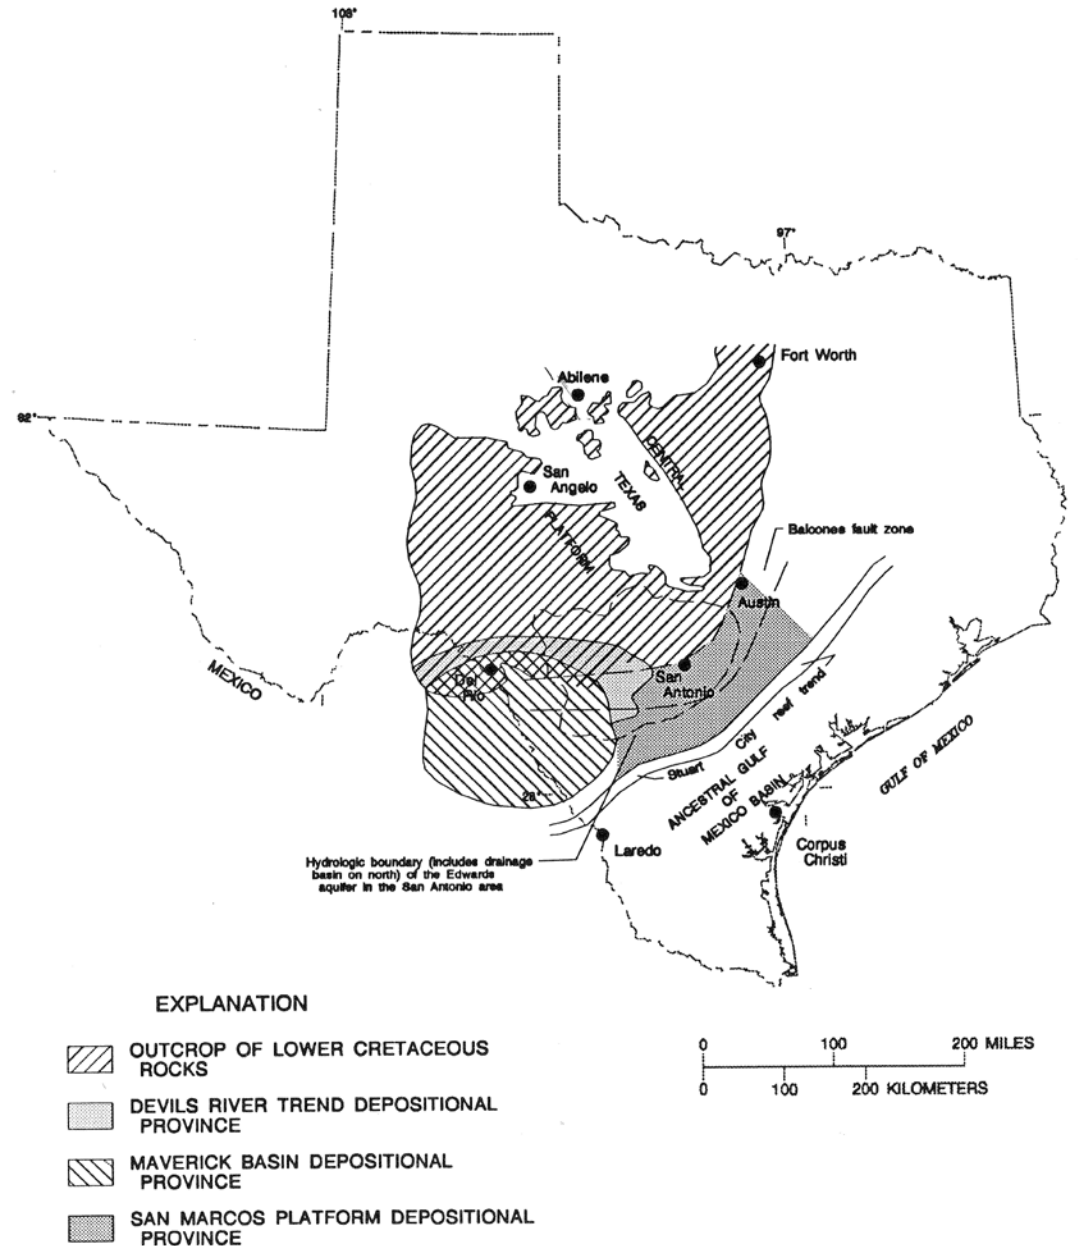 108°
97°
Fort Worth
Abilene
82°
CENTRAL
San
Angelo
TEXAS
PLATFORM
Balcones fault zone
Austin
MEXICO
Del
Rio
San
Antonio
Stuart City reef trend
ANCESTRAL GULF
OF
MEXICO BASIN
GULF OF MEXICO
28°
Laredo
Corpus
Christi
Hydrologic boundary (includes drainage
basin on north) of the Edwards
aquifer in the San Antonio area
EXPLANATION
OUTCROP OF LOWER CRETACEOUS
ROCKS
DEVILS RIVER TREND DEPOSITIONAL
PROVINCE
MAVERICK BASIN DEPOSITIONAL
PROVINCE
SAN MARCOS PLATFORM DEPOSITIONAL
PROVINCE
0 100 200 MILES
0 100 200 KILOMETERS